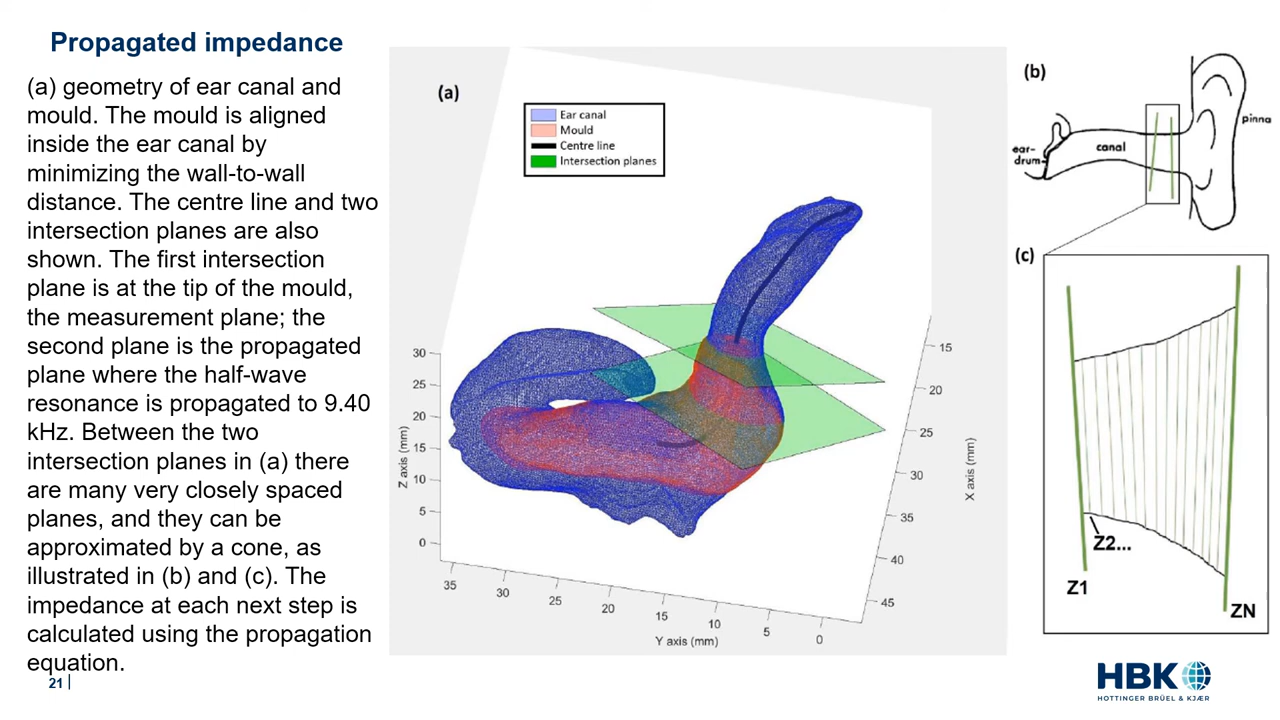 Propagated impedance
(a) geometry of ear canal and
mould. The mould is aligned
inside the ear canal by
minimizing the wall-to-wall
distance. The centre line and two
intersection planes are also
shown. The first intersection
plane is at the tip of the mould,
the measurement plane; the
second plane is the propagated
plane where the half-wave
resonance is propagated to 9.40
kHz. Between the two
intersection planes in (a) there
are many very closely spaced
planes, and they can be
approximated by a cone, as
illustrated in (b) and (c). The
impedance at each next step is
calculated using the propagation
equation.
21 |
(a)
Ear canal
Mould
Centre line
Intersection planes
Z axis (mm)
30
25
20
15
10
5
0
35
30
25
20
15
10
5
0
Y axis (mm)
15
20
25
30
35
40
45
X axis (mm)
(b)
pinna
canal
ear-
drum
(c)
Z2...
Z1
ZN
HBK
HOTTINGER BRÜEL & KJÆR